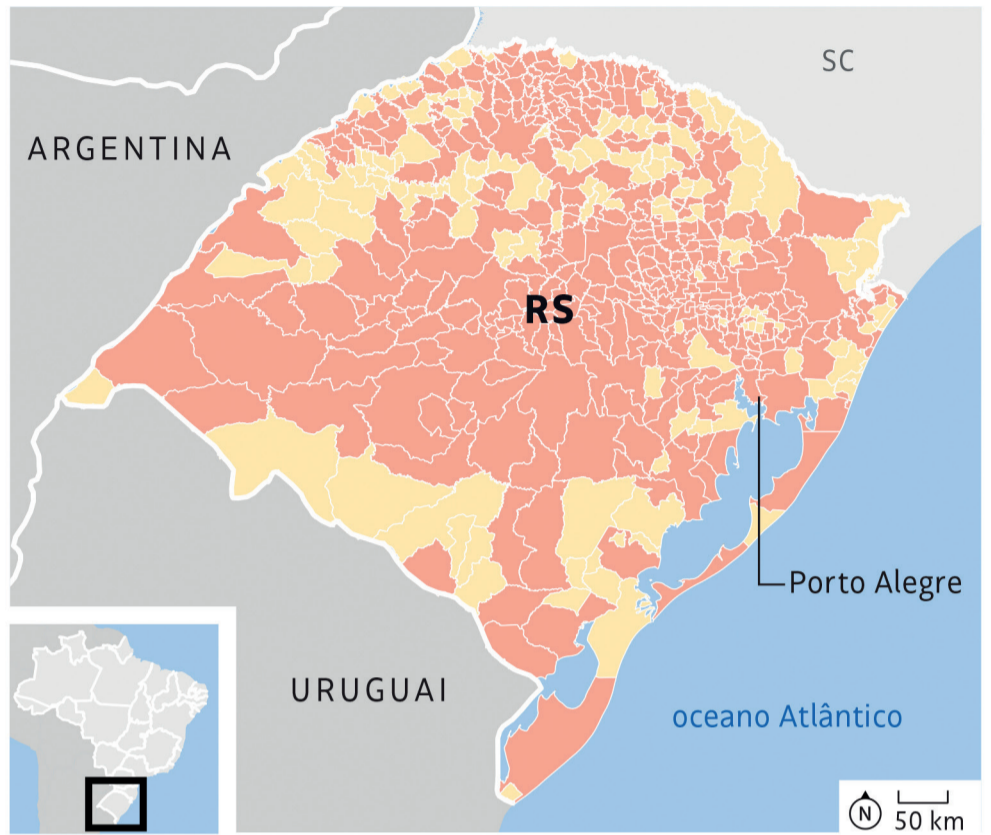 SC
ARGENTINA
RS
Porto Alegre
URUGUAI
oceano Atlântico
N
50 km